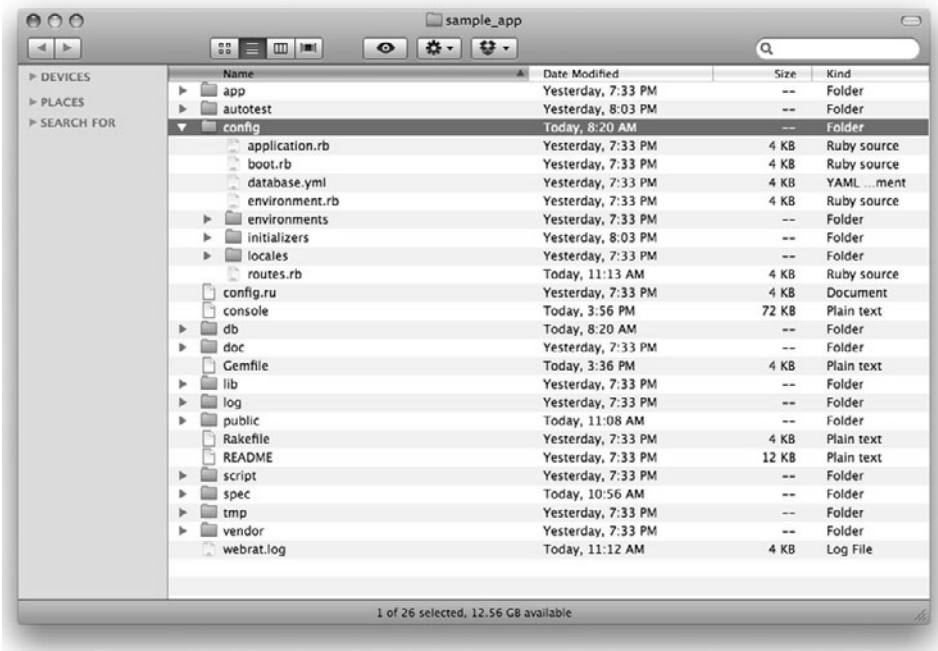 sample_app
DEVICES
PLACES
SEARCH FOR
Name Date Modified Size Kind
app Yesterday, 7:33 PM -- Folder
autotest Yesterday, 8:03 PM -- Folder
config Today, 8:20 AM -- Folder
application.rb Yesterday, 7:33 PM 4 KB Ruby source
boot.rb Yesterday, 7:33 PM 4 KB Ruby source
database.yml Yesterday, 7:33 PM 4 KB YAML ...ment
environment.rb Yesterday, 7:33 PM 4 KB Ruby source
environments Yesterday, 7:33 PM -- Folder
initializers Yesterday, 8:03 PM -- Folder
locales Yesterday, 7:33 PM -- Folder
routes.rb Today, 11:13 AM 4 KB Ruby source
config.ru Yesterday, 7:33 PM 4 KB Document
console Today, 3:56 PM 72 KB Plain text
db Today, 8:20 AM -- Folder
doc Yesterday, 7:33 PM -- Folder
Gemfile Today, 3:36 PM 4 KB Plain text
lib Yesterday, 7:33 PM -- Folder
log Yesterday, 7:33 PM -- Folder
public Today, 11:08 AM -- Folder
Rakefile Yesterday, 7:33 PM 4 KB Plain text
README Yesterday, 7:33 PM 12 KB Plain text
script Yesterday, 7:33 PM -- Folder
spec Today, 10:56 AM -- Folder
tmp Yesterday, 7:33 PM -- Folder
vendor Yesterday, 7:33 PM -- Folder
webrat.log Today, 11:12 AM 4 KB Log File
1 of 26 selected, 12.56 GB available